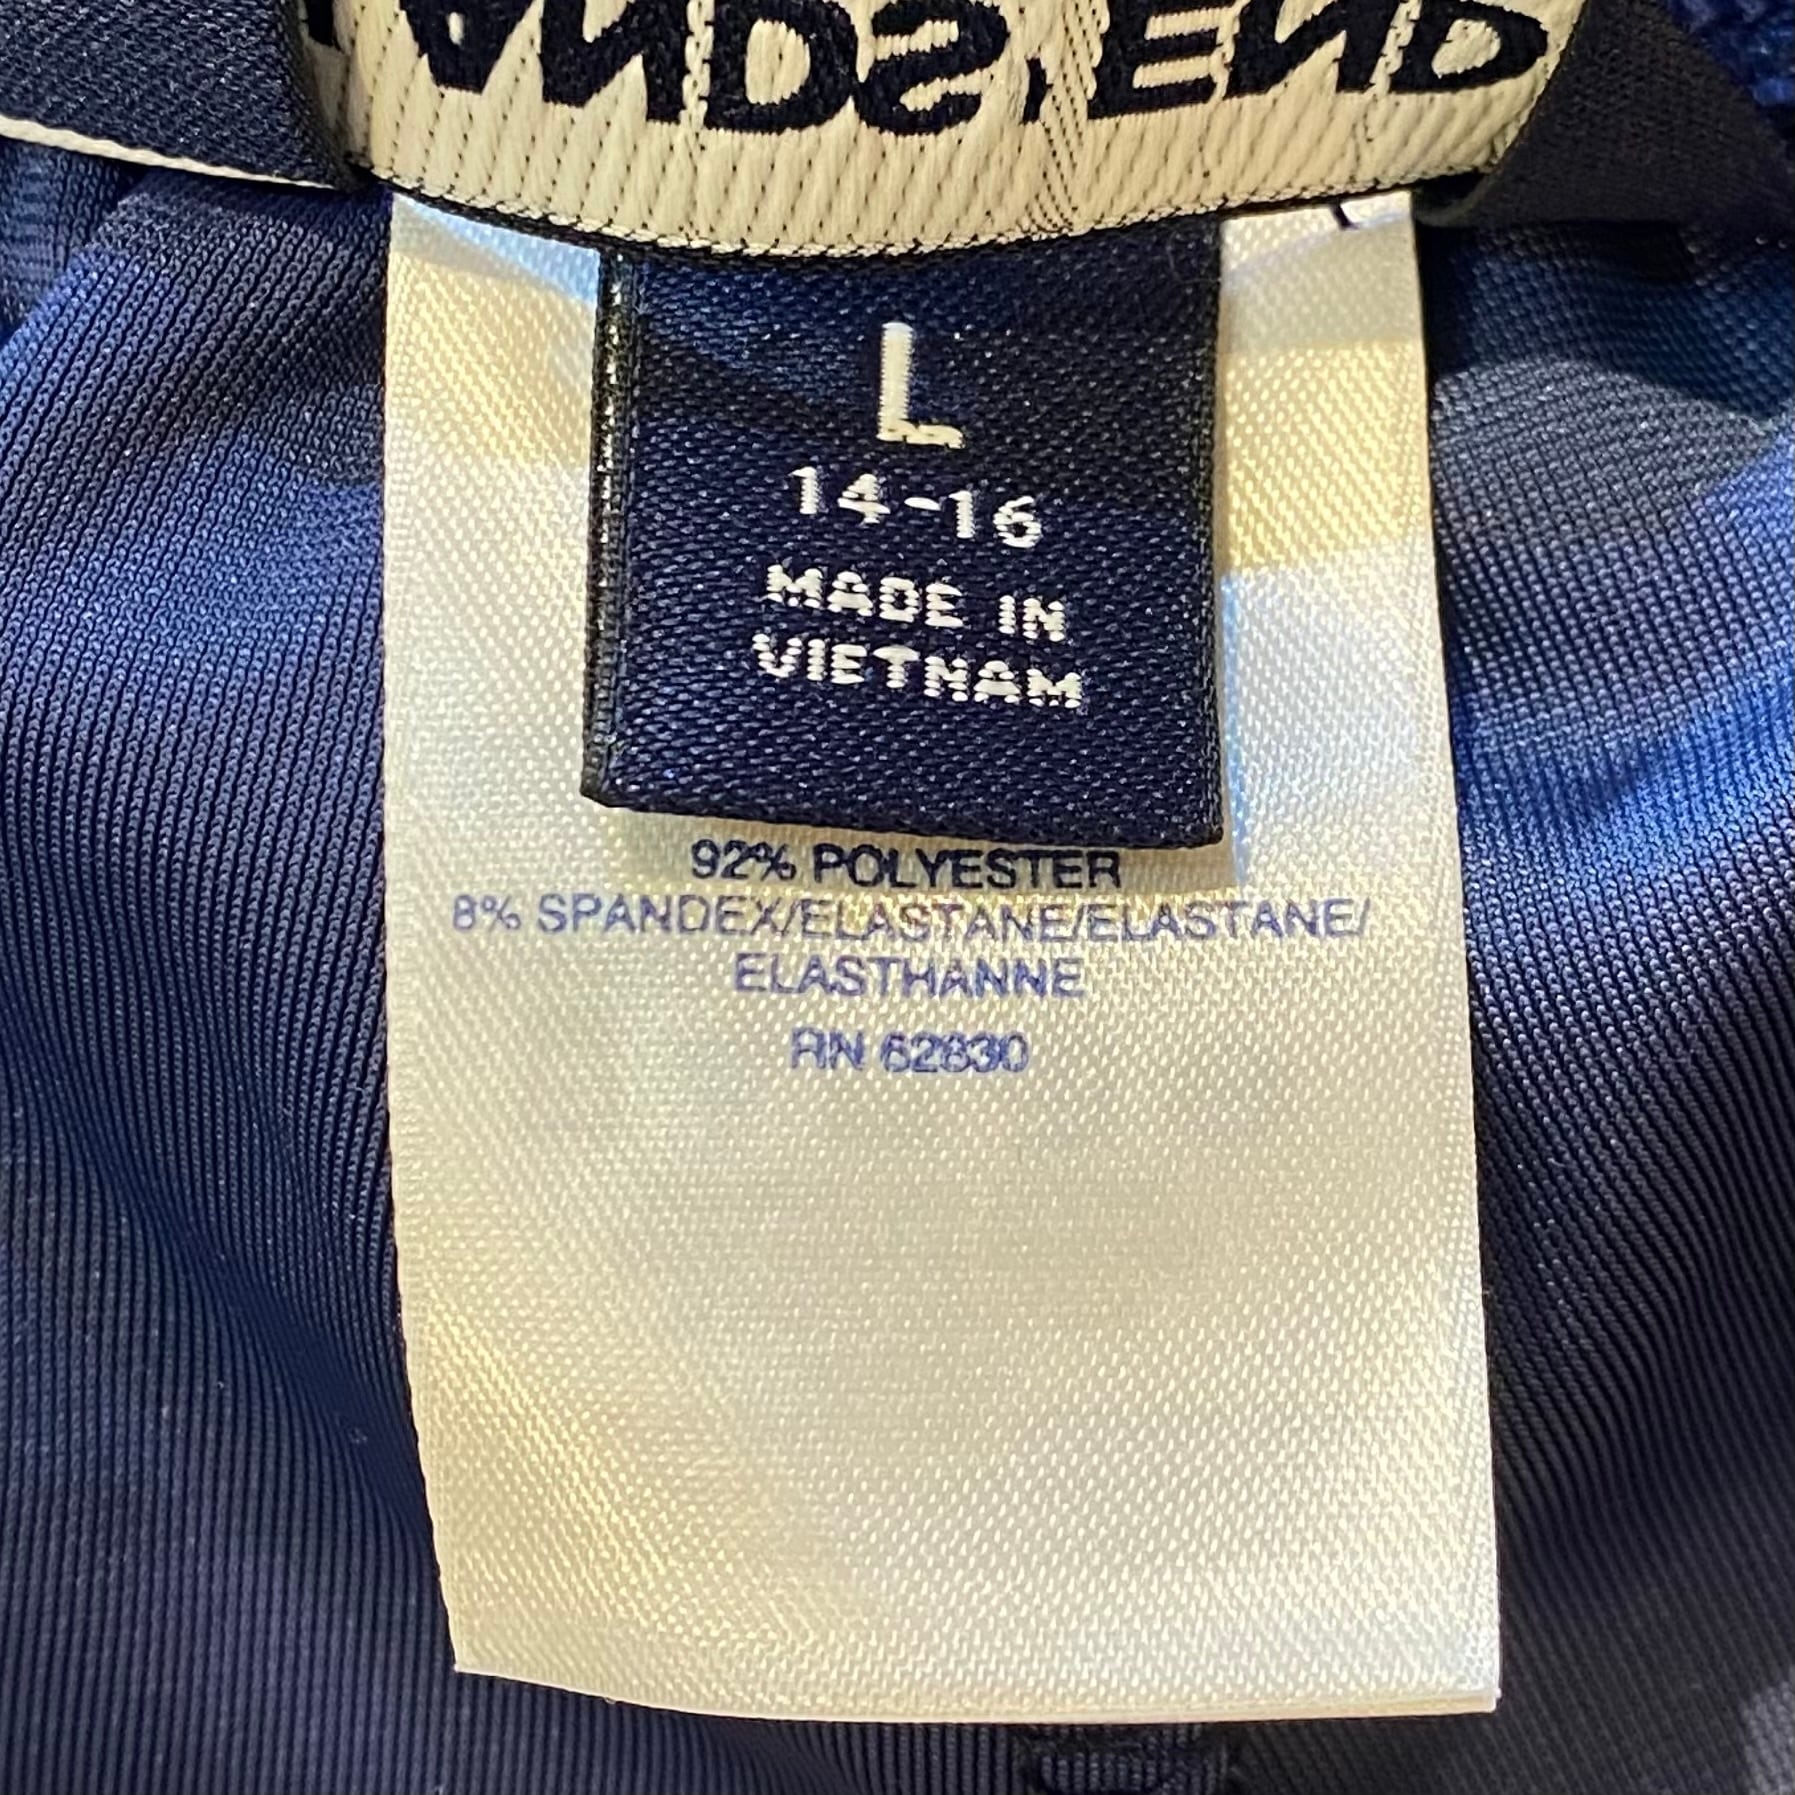 LANDS' END
L
14-16
MADE IN
VIETNAM
92% POLYESTER
8% SPANDEX/ELASTANE/ELASTANE/
ELASTHANNE
RN 62830